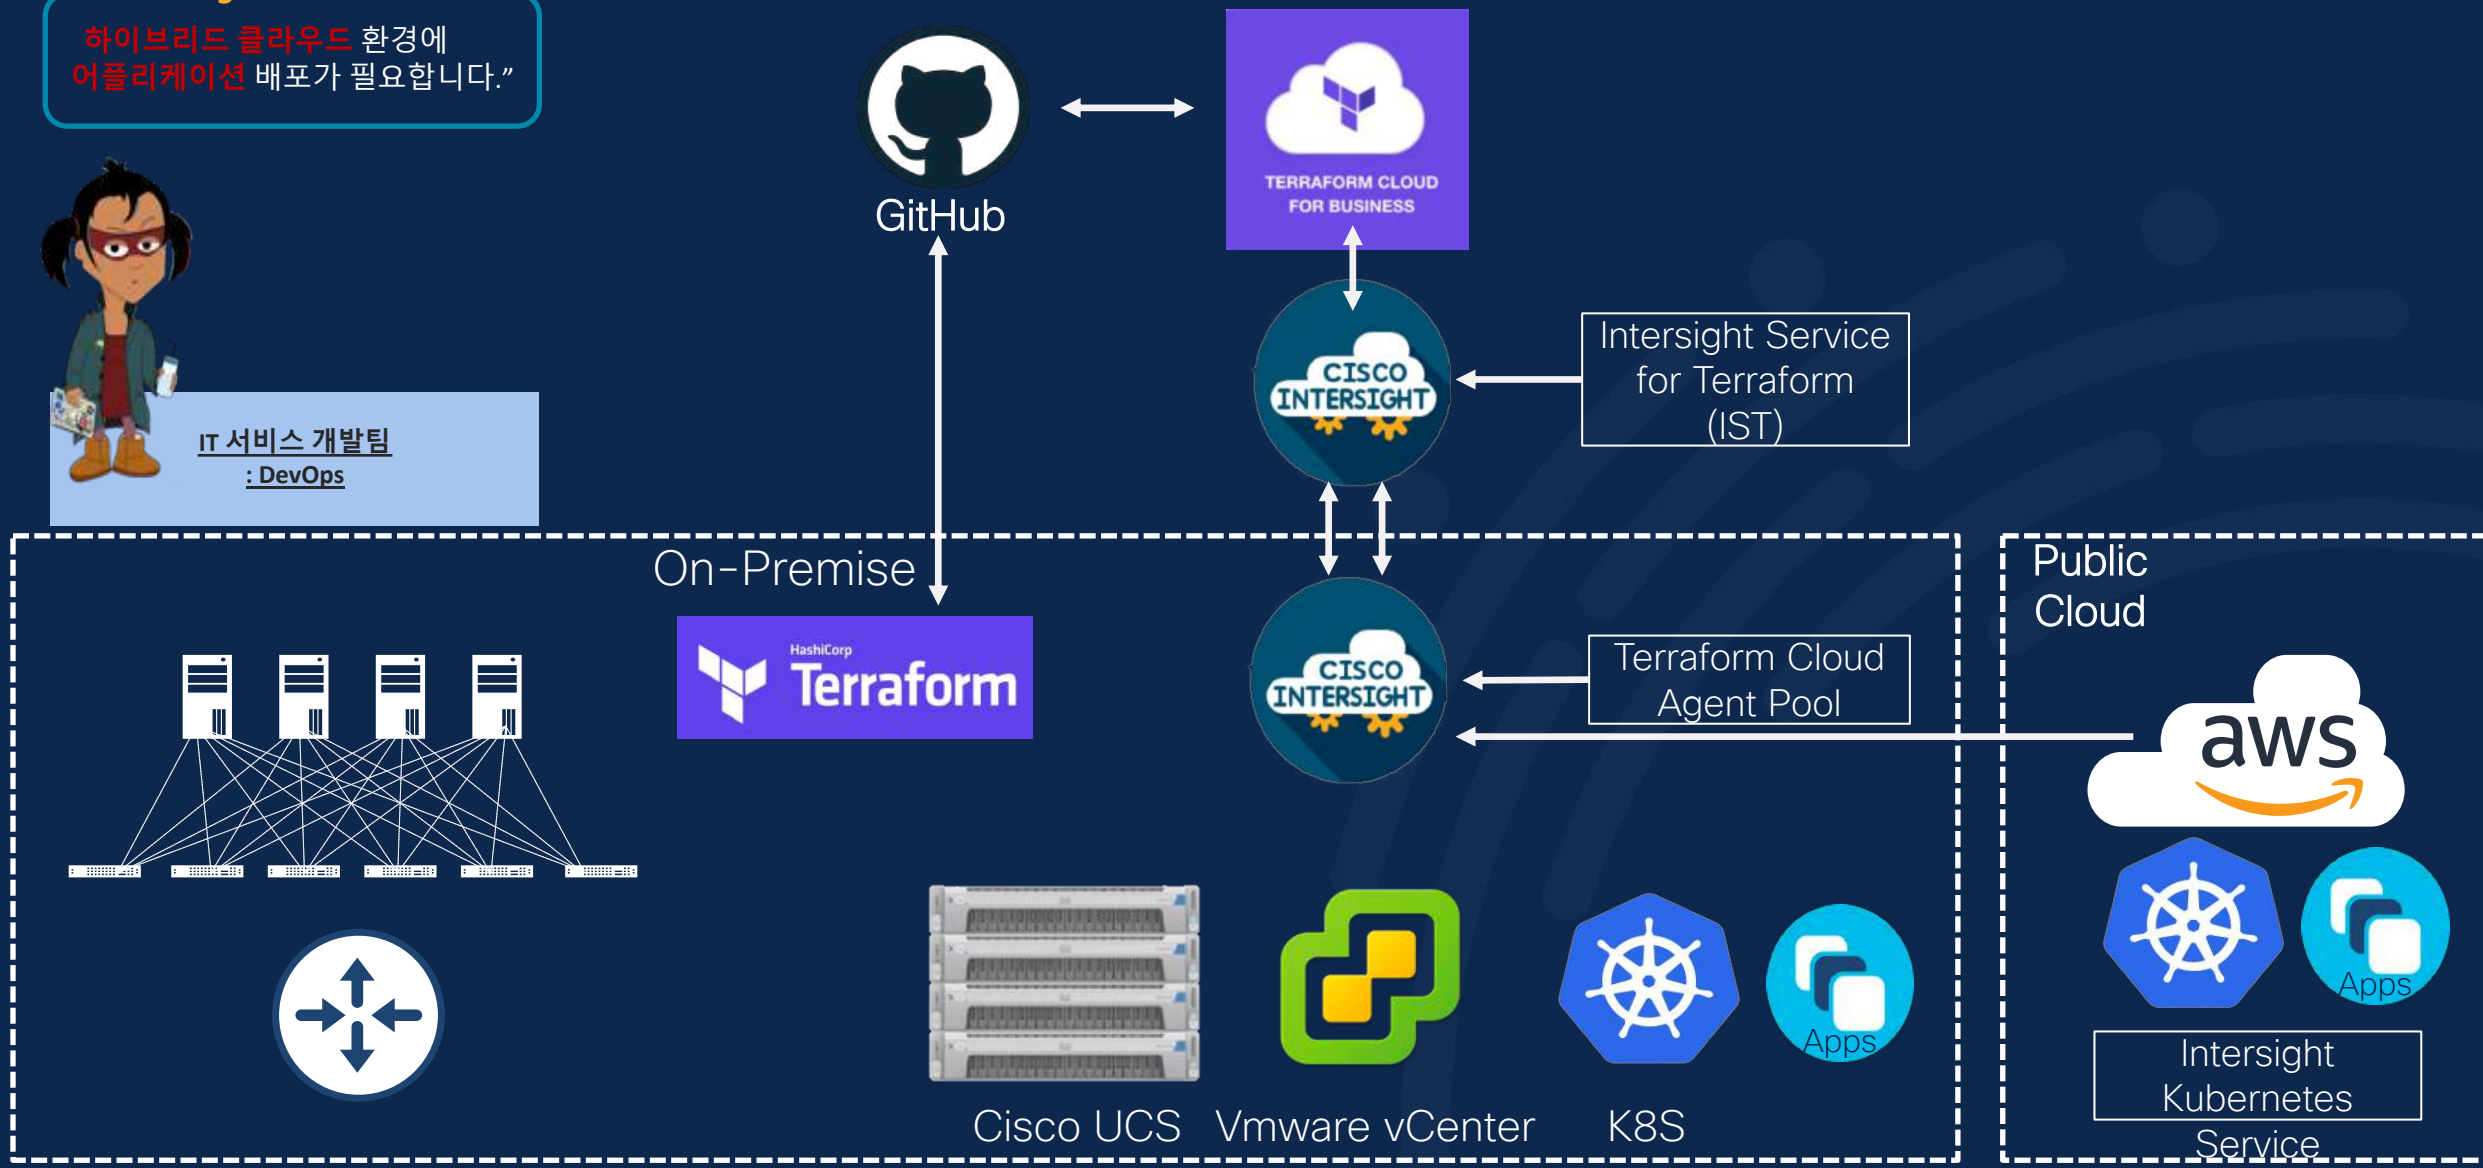 하이브리드 클라우드 환경에
어플리케이션 배포가 필요합니다.”
GitHub
TERRAFORM CLOUD
FOR BUSINESS
CISCO
INTERSIGHT
Intersight Service
for Terraform
(IST)
IT 서비스 개발팀
: DevOps
On-Premise
HashiCorp
Terraform
CISCO
INTERSIGHT
Terraform Cloud
Agent Pool
Public
Cloud
aws
Apps
Apps
Cisco UCS
Vmware vCenter
K8S
Intersight
Kubernetes
Service